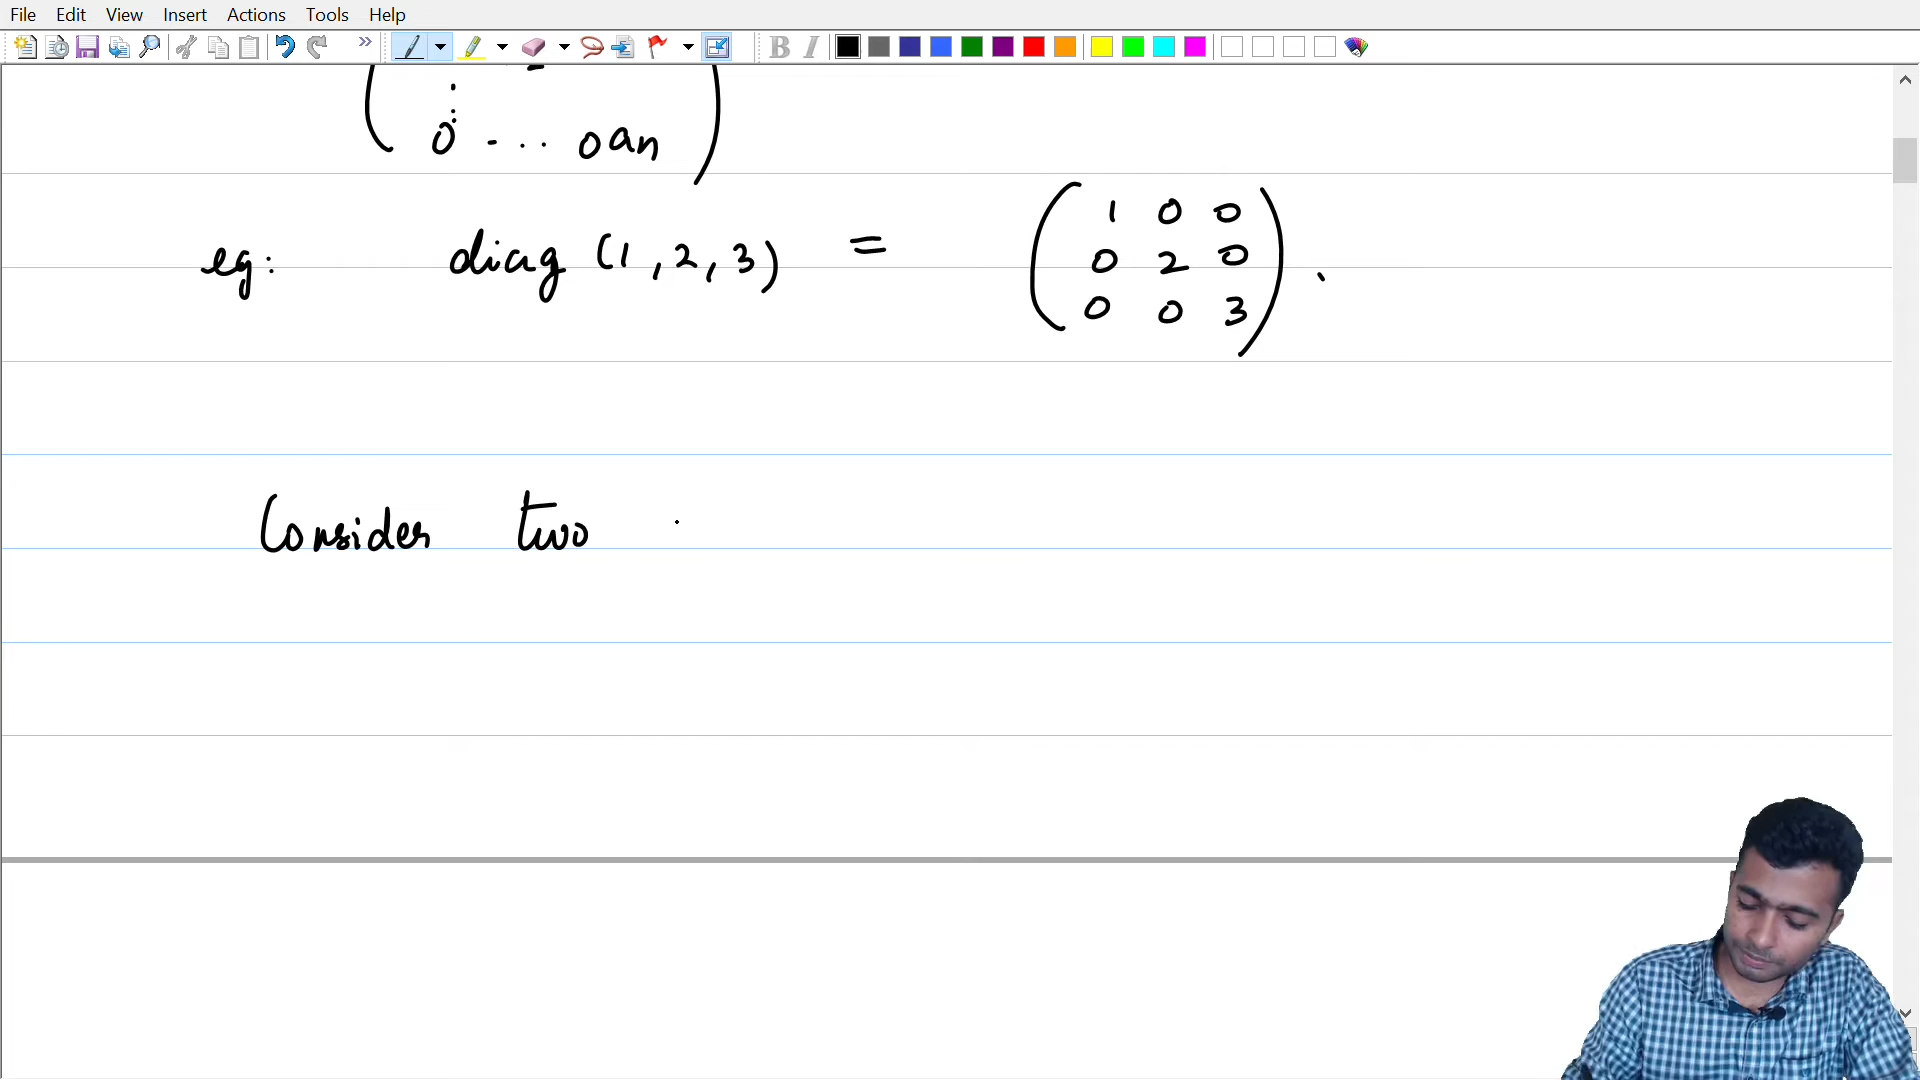 File Edit View Insert Actions Tools Help
B I
⋮
0 ... 0 an
eg: diag (1, 2, 3) = ( 1 0 0
0 2 0
0 0 3 ) .
Consider two